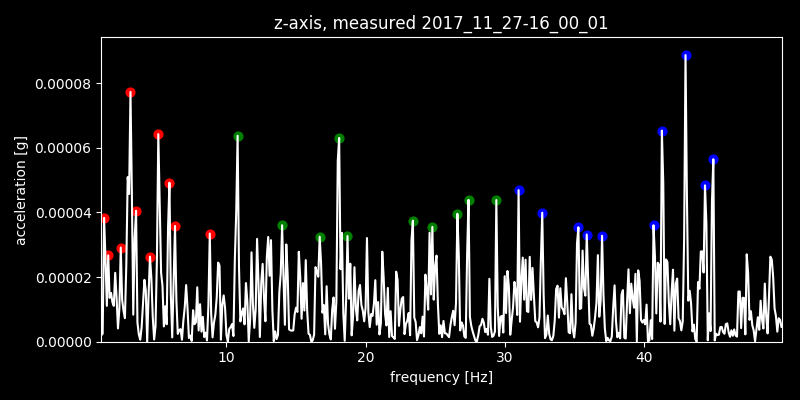 z-axis, measured 2017_11_27-16_00_01
0.00008
0.00006
0.00004
0.00002
0.00000
acceleration [g]
10 20 30 40
frequency [Hz]